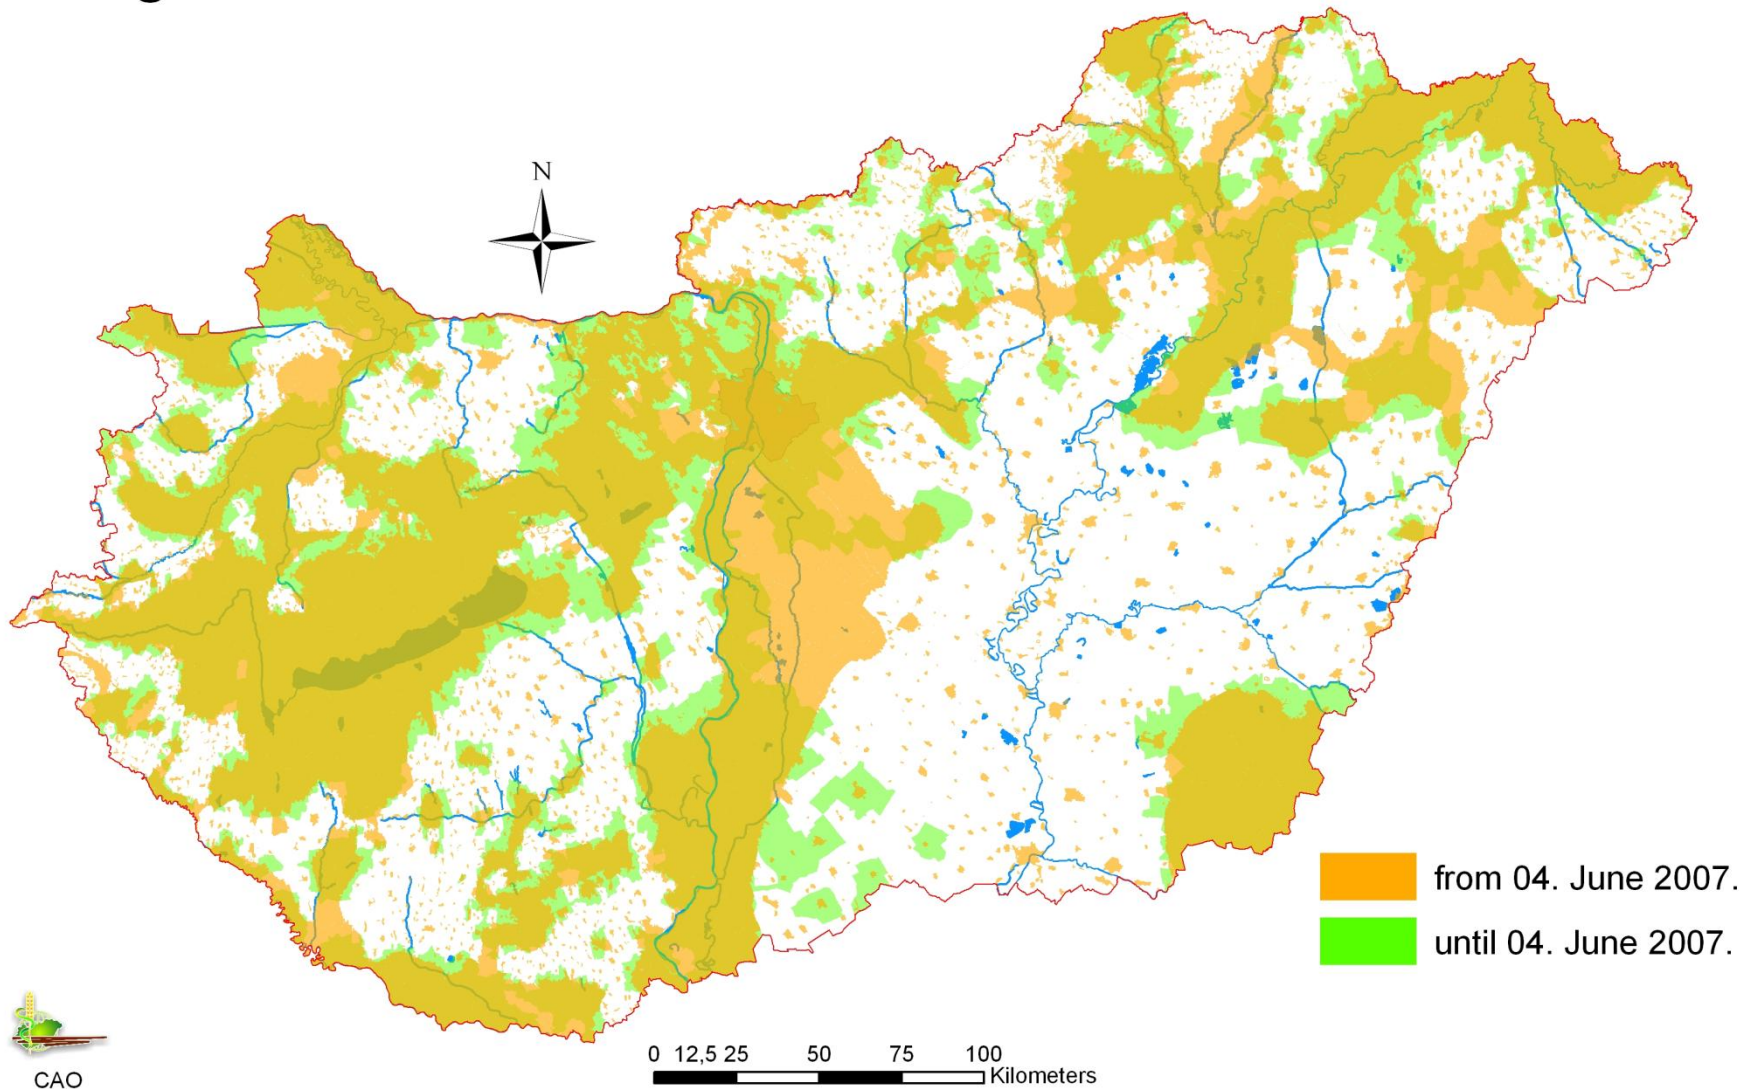 N
from 04. June 2007.
until 04. June 2007.
0 12,5 25 50 75 100
Kilometers
CAO